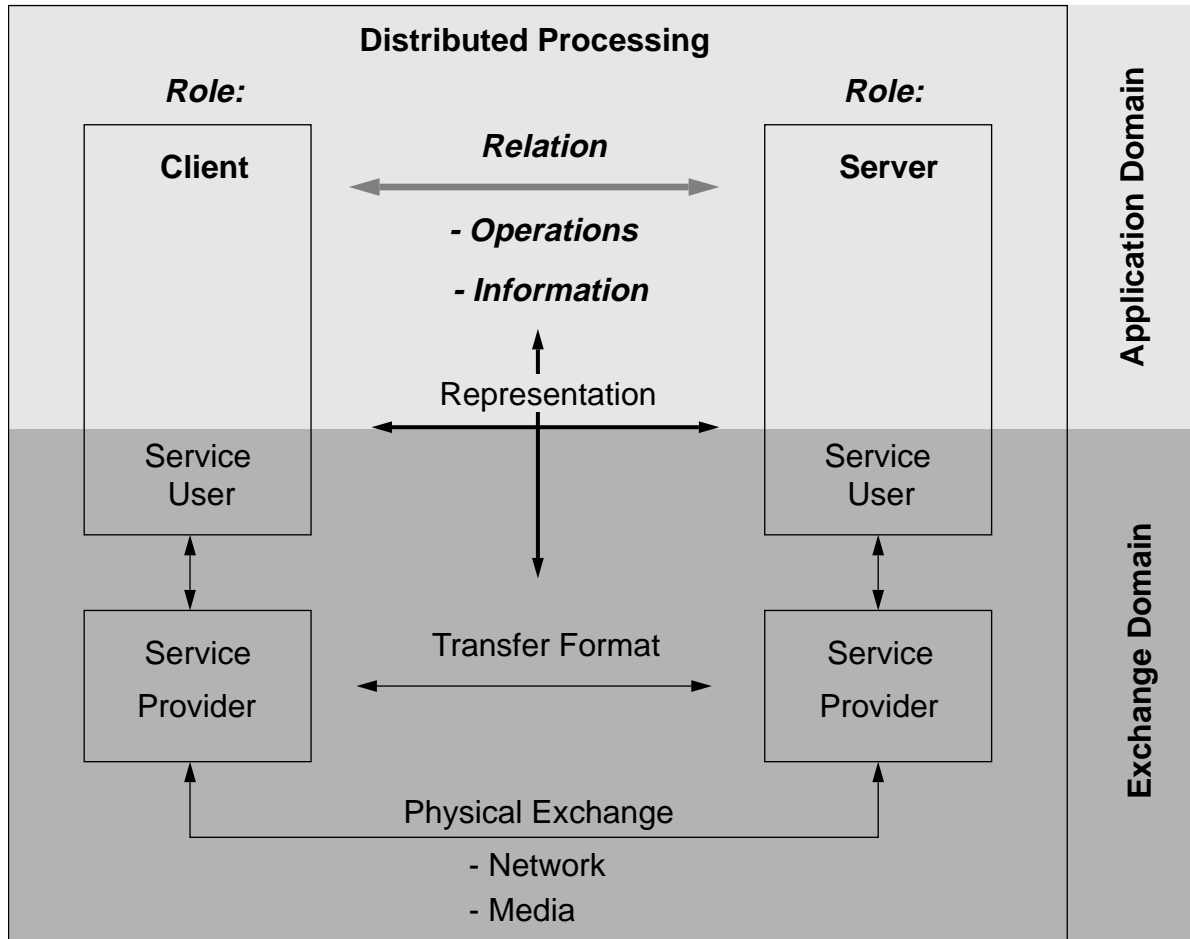 Distributed Processing
Role:
Role:
Client
Relation
Server
- Operations
- Information
Representation
Service
User
Service
User
Service
Provider
Transfer Format
Service
Provider
Physical Exchange
- Network
- Media
Application Domain
Exchange Domain